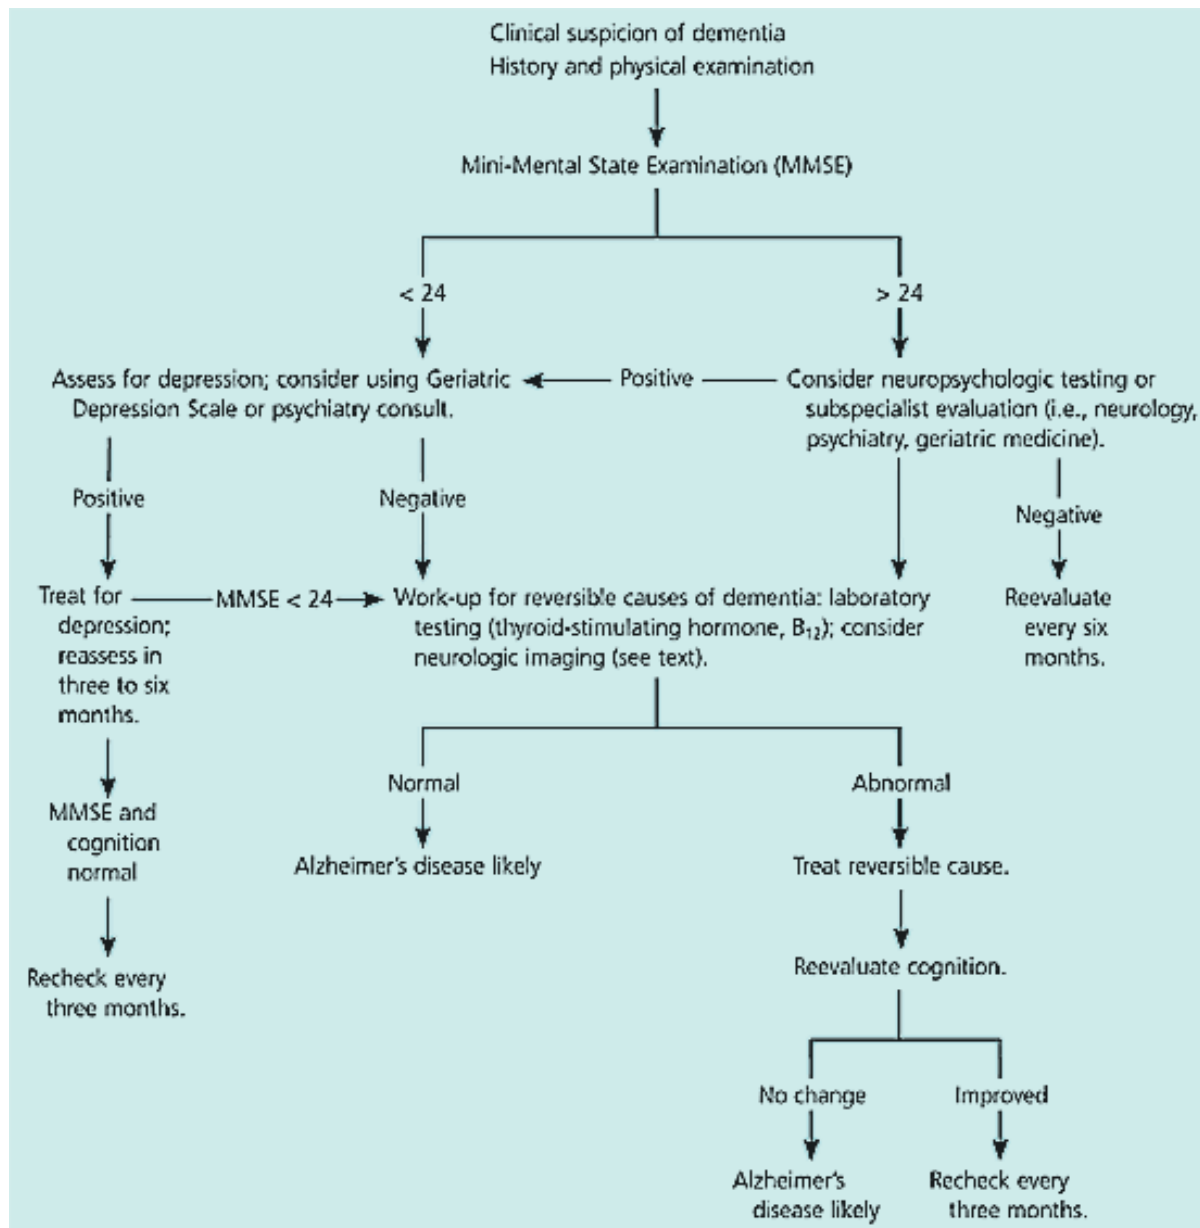 Clinical suspicion of dementia
History and physical examination
Mini-Mental State Examination (MMSE)
< 24
> 24
Assess for depression; consider using Geriatric
Depression Scale or psychiatry consult.
Positive
Consider neuropsychologic testing or
subspecialist evaluation (i.e., neurology,
psychiatry, geriatric medicine).
Positive
Negative
Negative
Treat for
depression;
reassess in
three to six
months.
MMSE < 24
Work-up for reversible causes of dementia: laboratory
testing (thyroid-stimulating hormone, B₁₂); consider
neurologic imaging (see text).
Reevaluate
every six
months.
Normal
Abnormal
MMSE and
cognition
normal
Alzheimer's disease likely
Treat reversible cause.
Recheck every
three months.
Reevaluate cognition.
No change
Improved
Alzheimer's
disease likely
Recheck every
three months.